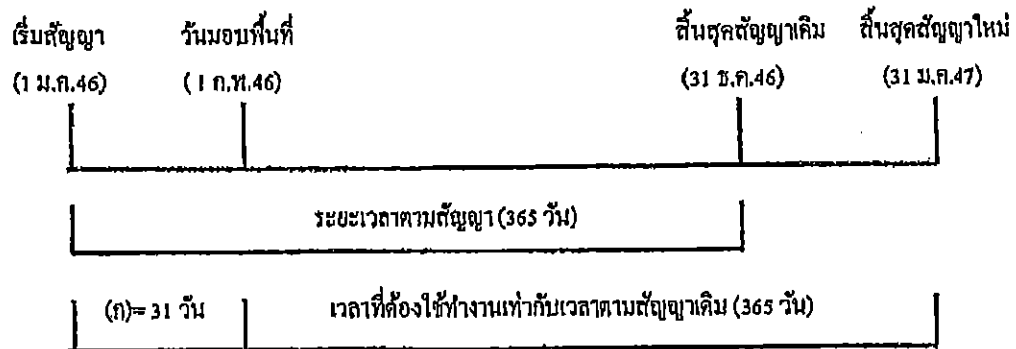 เริ่มสัญญา วันมอบพื้นที่ สิ้นสุดสัญญาเดิม สิ้นสุดสัญญาใหม่
(1 ม.ค.46) (1 ก.พ.46) (31 ธ.ค.46) (31 ม.ค.47)
ระยะเวลาตามสัญญา (365 วัน)
(ก)= 31 วัน เวลาที่ต้องใช้ทำงานเท่ากับเวลาตามสัญญาเดิม (365 วัน)